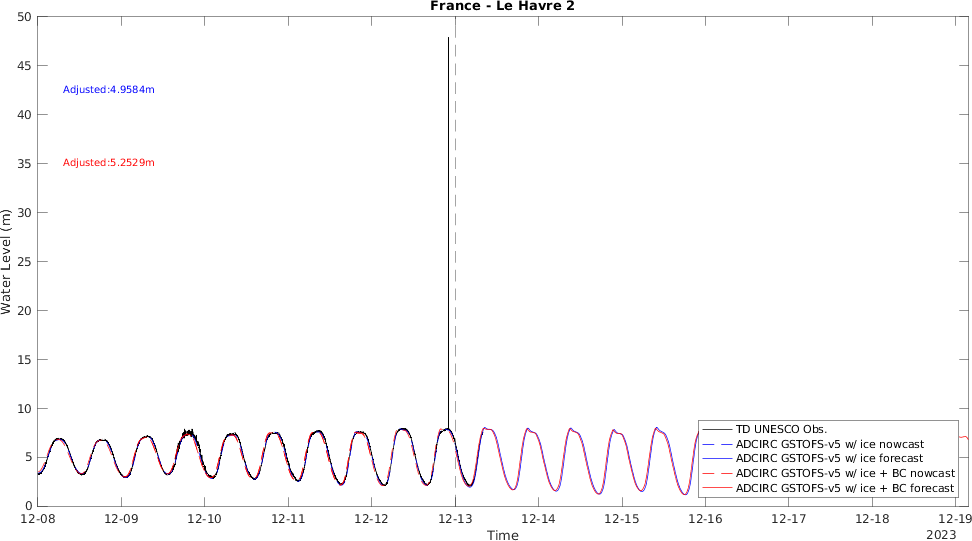 France - Le Havre 2
50
45
40
35
30
25
20
15
10
5
0
Water Level (m)
Adjusted:4.9584m
Adjusted:5.2529m
TD UNESCO Obs.
ADCIRC GSTOFS-v5 w/ ice nowcast
ADCIRC GSTOFS-v5 w/ ice forecast
ADCIRC GSTOFS-v5 w/ ice + BC nowcast
ADCIRC GSTOFS-v5 w/ ice + BC forecast
12-08 12-09 12-10 12-11 12-12 12-13 12-14 12-15 12-16 12-17 12-18 12-19
Time
2023